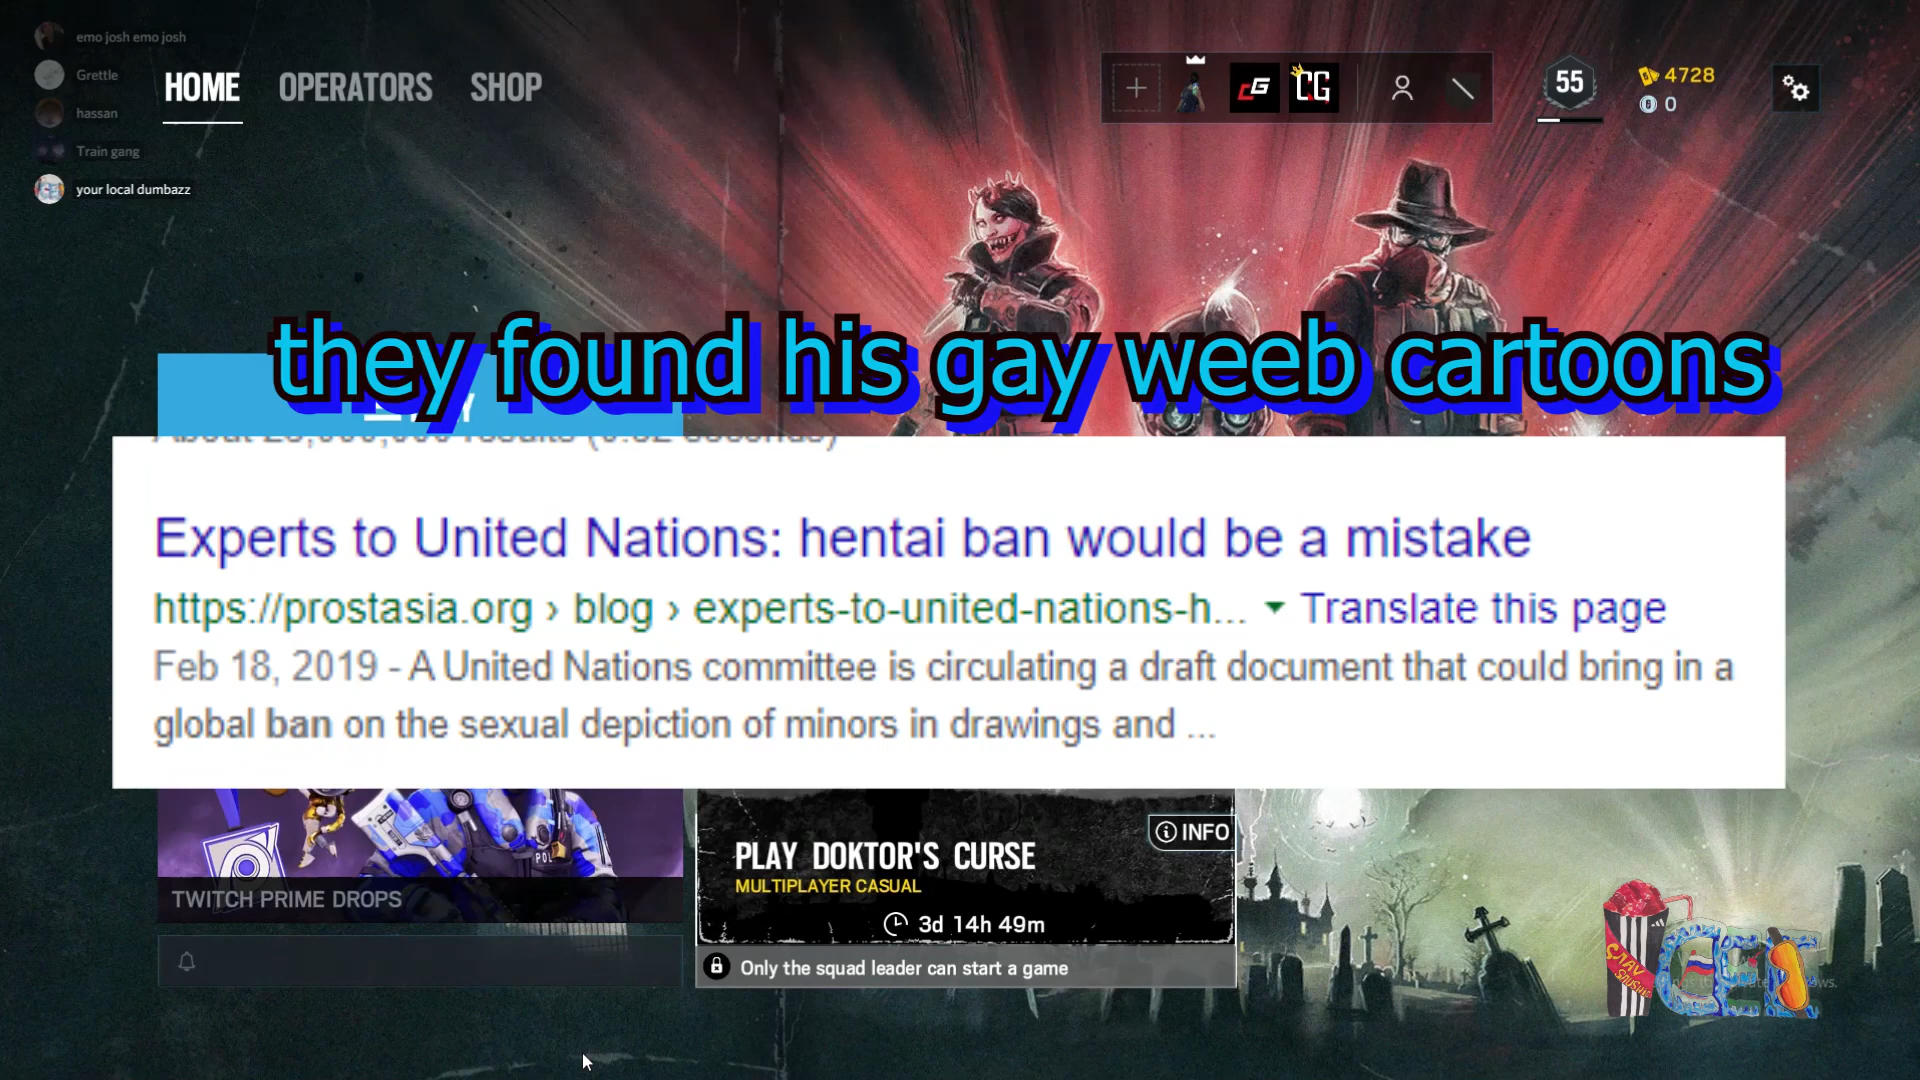 emo josh emo josh
Grettle
hassan
Train gang
your local dumbazz
HOME OPERATORS SHOP
CG
55
4728
0
they found his gay weeb cartoons
Experts to United Nations: hentai ban would be a mistake
https://prostasia.org › blog › experts-to-united-nations-h... Translate this page
Feb 18, 2019 - A United Nations committee is circulating a draft document that could bring in a
global ban on the sexual depiction of minors in drawings and ...
TWITCH PRIME DROPS
INFO
PLAY DOKTOR'S CURSE
MULTIPLAYER CASUAL
3d 14h 49m
Only the squad leader can start a game
SLAV